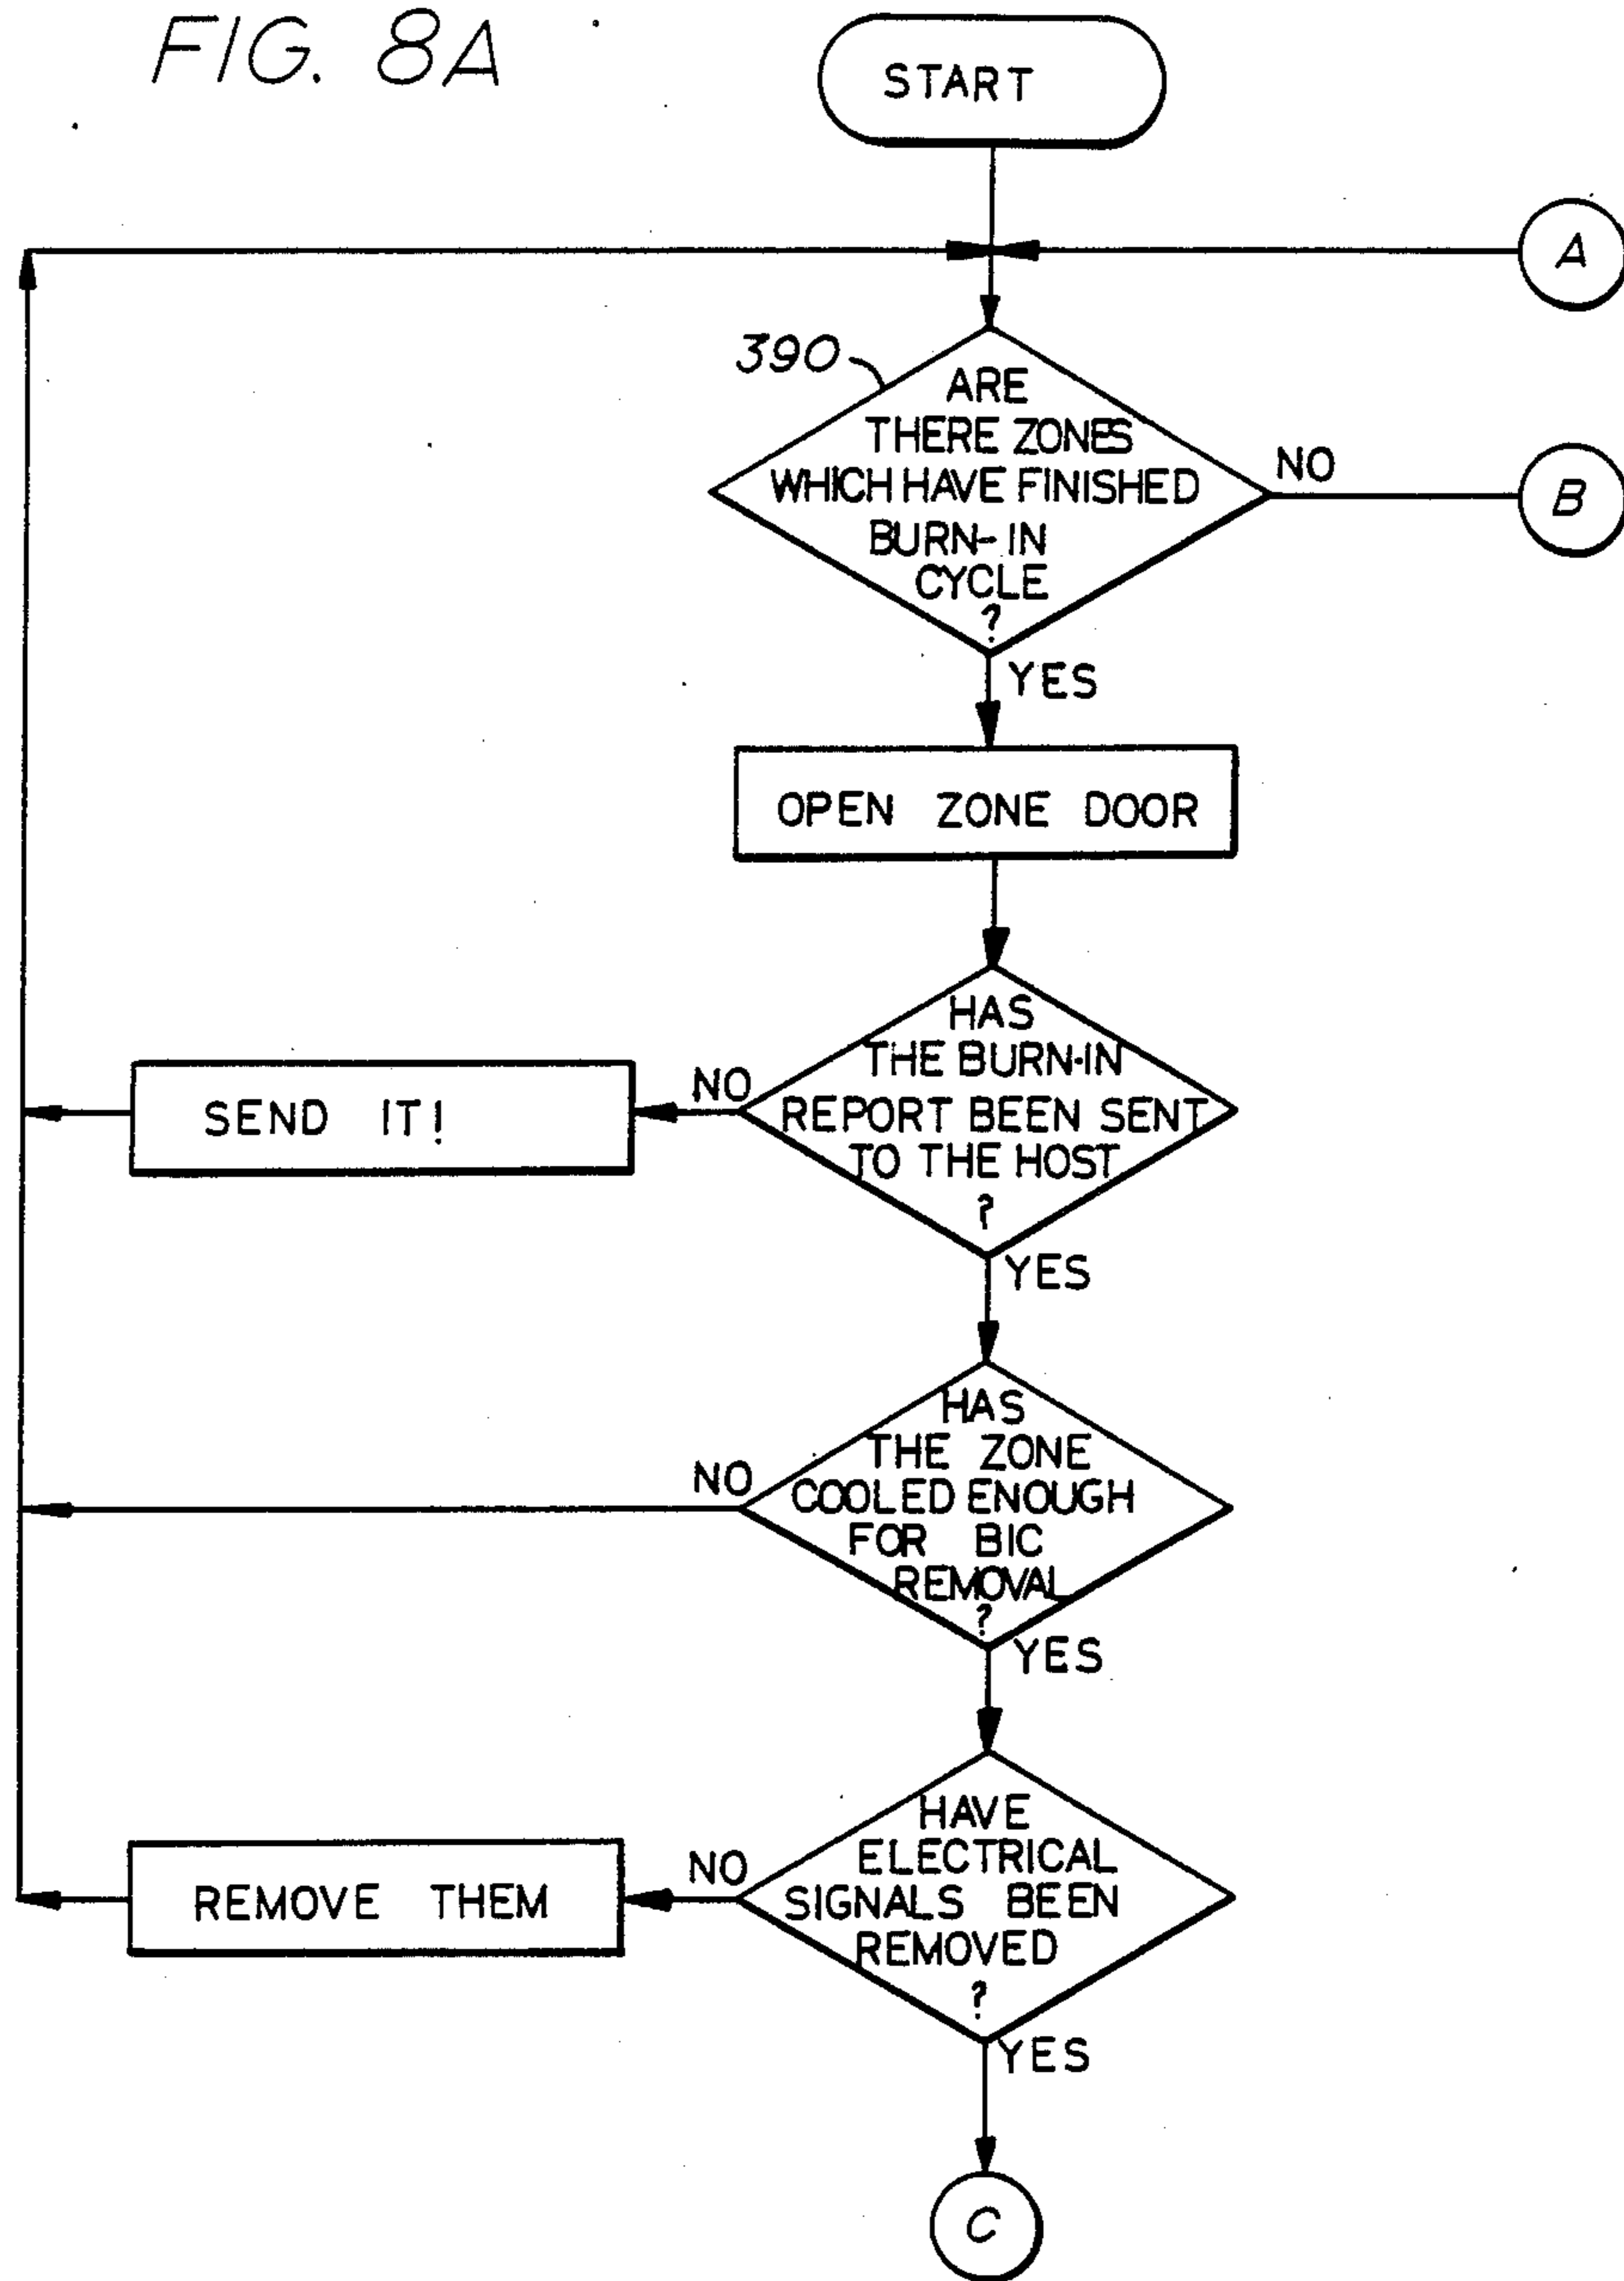 FIG. 8A
START
A
390
ARE
THERE ZONES
WHICH HAVE FINISHED
BURN-IN
CYCLE
?
NO
B
YES
OPEN ZONE DOOR
HAS
THE BURN-IN
REPORT BEEN SENT
TO THE HOST
?
NO
SEND IT!
YES
HAS
THE ZONE
COOLED ENOUGH
FOR BIC
REMOVAL
?
NO
YES
HAVE
ELECTRICAL
SIGNALS BEEN
REMOVED
?
NO
REMOVE THEM
YES
C